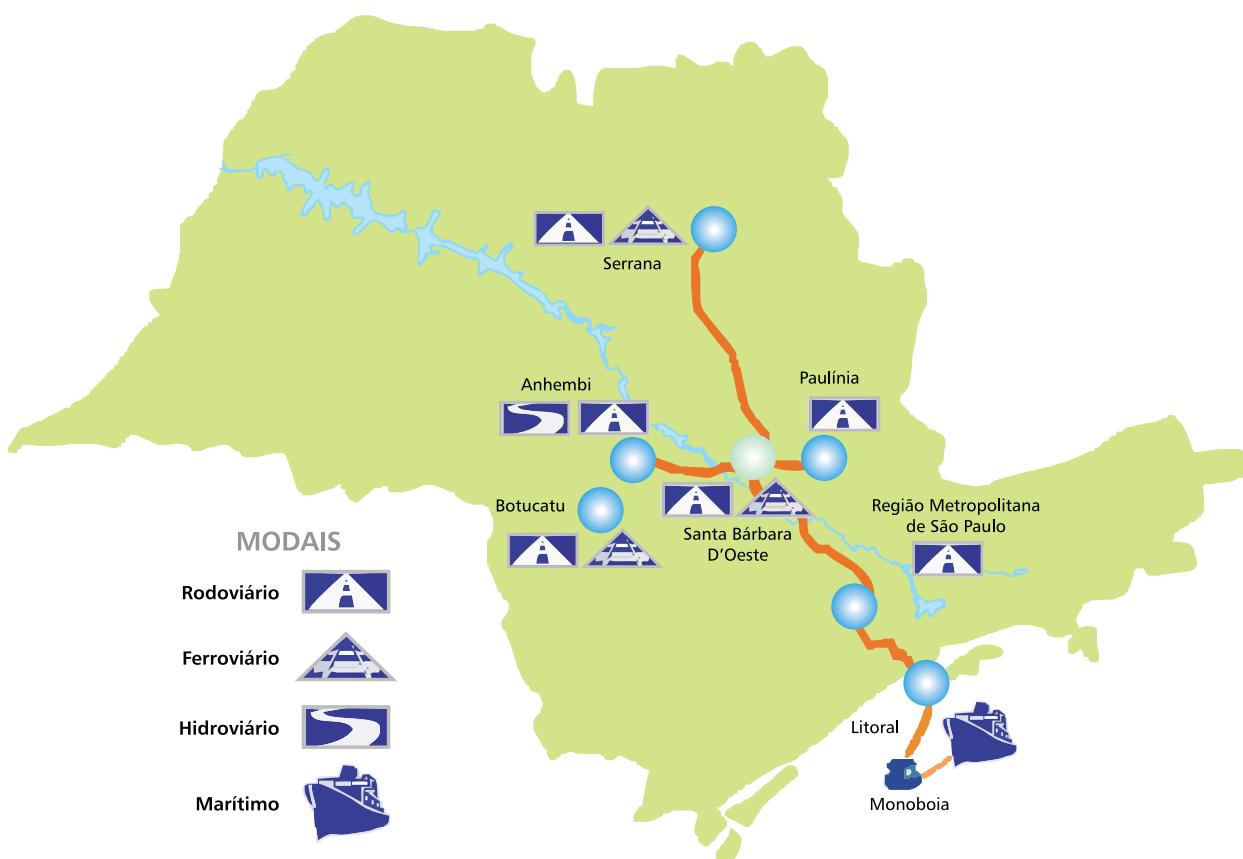 Serrana
Anhembi
Paulínia
Botucatu
Santa Bárbara
D'Oeste
Região Metropolitana
de São Paulo
MODAIS
Rodoviário
Ferroviário
Hidroviário
Marítimo
Litoral
Monoboia